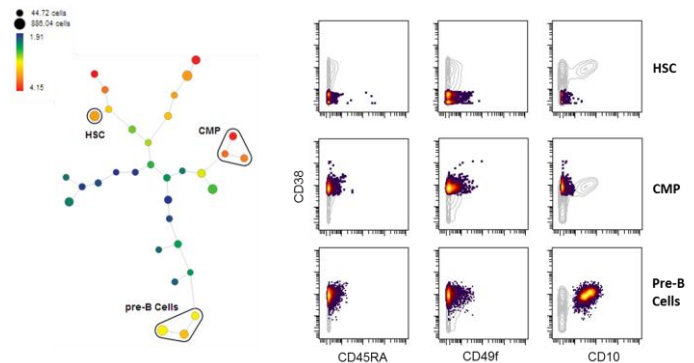 44.72 cells
886.04 cells
1.91
4.15
HSC
CMP
pre-B Cells
CD38
HSC
CMP
Pre-B
Cells
CD45RA
CD49f
CD10